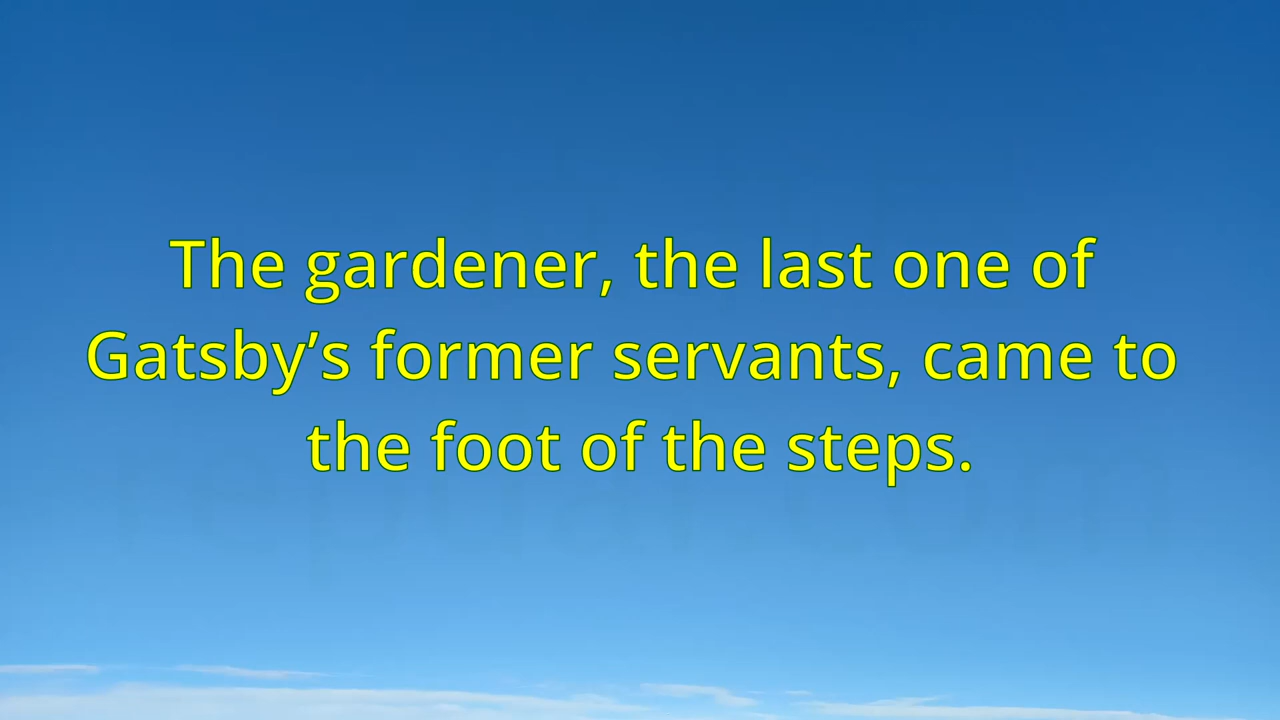 The gardener, the last one of
Gatsby’s former servants, came to
the foot of the steps.